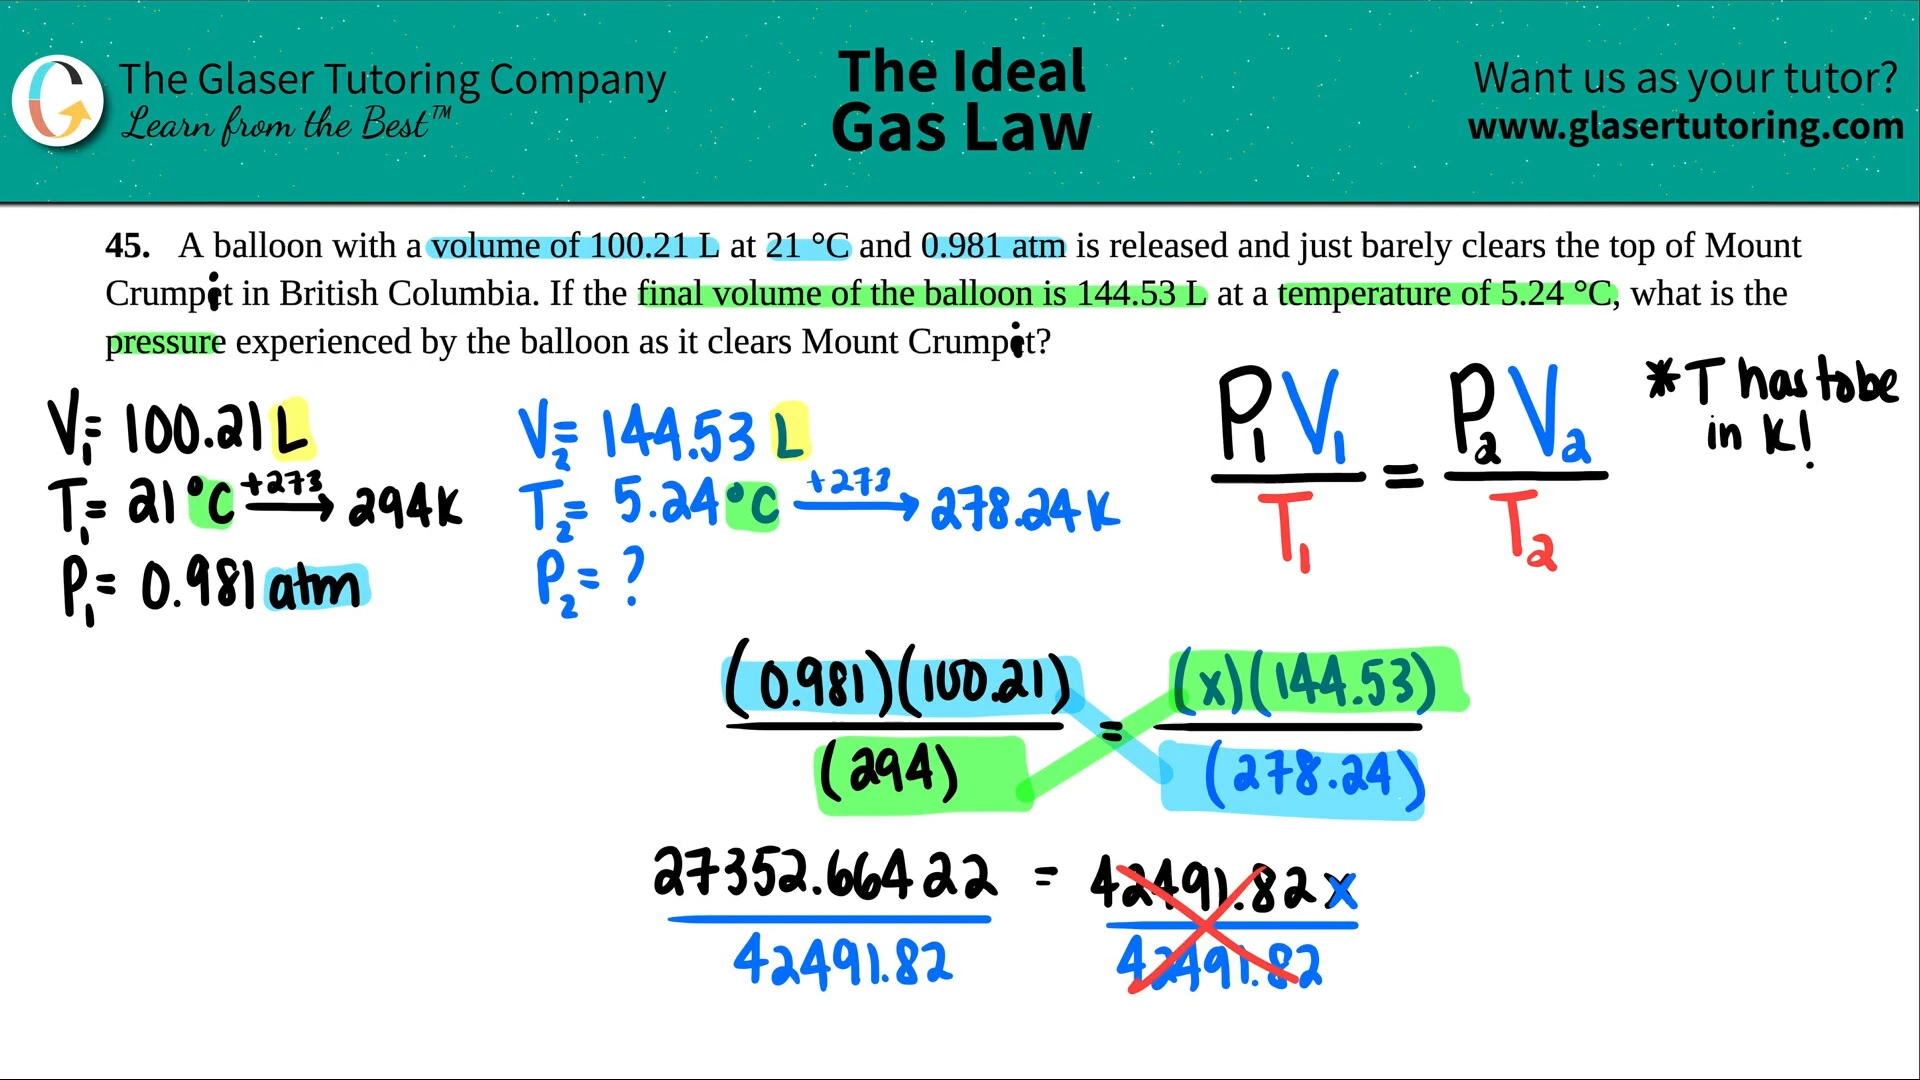 The Glaser Tutoring Company
Learn from the Best™
The Ideal
Gas Law
Want us as your tutor?
www.glasertutoring.com
45. A balloon with a volume of 100.21 L at 21 °C and 0.981 atm is released and just barely clears the top of Mount
Crumpit in British Columbia. If the final volume of the balloon is 144.53 L at a temperature of 5.24 °C, what is the
pressure experienced by the balloon as it clears Mount Crumpit?
V₁= 100.21 L
T₁= 21°C +273 → 294K
P₁= 0.981 atm
V₂= 144.53 L
T₂= 5.24°C +273 → 278.24K
P₂= ?
P₁V₁ = P₂V₂
T₁ T₂
*T has to be
in K!
(0.981)(100.21) = (x)(144.53)
(294) (278.24)
27352.66422 = 42491.82x
42491.82 42491.82